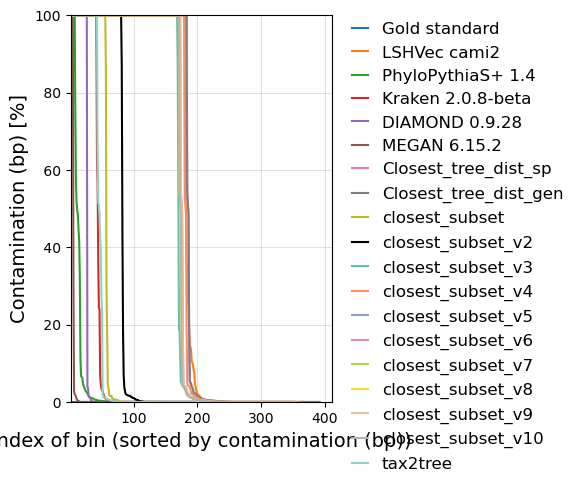 Contamination (bp) [%]
100
80
60
40
20
0
100
200
300
400
ndex of bin (sorted by contamination (bp))
Gold standard
LSHVec cami2
PhyloPythiaS+ 1.4
Kraken 2.0.8-beta
DIAMOND 0.9.28
MEGAN 6.15.2
Closest_tree_dist_sp
Closest_tree_dist_gen
closest_subset
closest_subset_v2
closest_subset_v3
closest_subset_v4
closest_subset_v5
closest_subset_v6
closest_subset_v7
closest_subset_v8
closest_subset_v9
closest_subset_v10
tax2tree